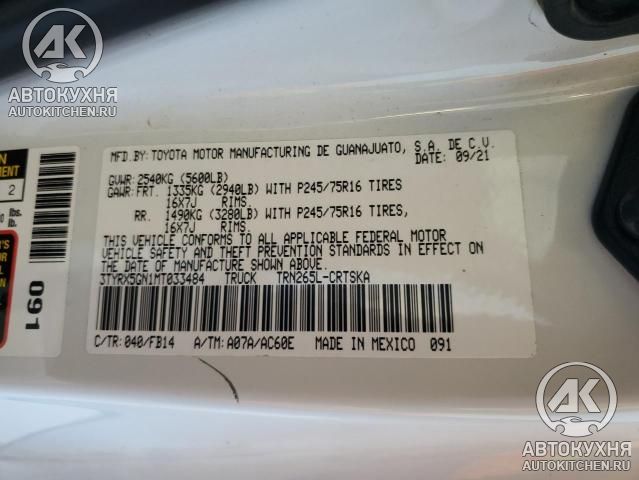 AK
АВТОКУХНЯ
AUTOKITCHEN.RU
MFD.BY:TOYOTA MOTOR MANUFACTURING DE GUANAJUATO, S.A. DE C.V.
DATE: 09/21
GVWR:2540KG (5600LB)
GAWR:FRT. 1335KG (2940LB) WITH P245/75R16 TIRES
16X7J RIMS.
RR. 1490KG (3280LB) WITH P245/75R16 TIRES,
16X7J RIMS.
THIS VEHICLE CONFORMS TO ALL APPLICABLE FEDERAL MOTOR
VEHICLE SAFETY AND THEFT PREVENTION STANDARDS IN EFFECT ON
THE DATE OF MANUFACTURE SHOWN ABOVE.
3TYRX5GN1MT033484 TRUCK TRN265L-CRTSKA
C/TR:040/FB14 A/TM:A07A/AC60E MADE IN MEXICO 091
2
lbs.
lb.
091
AK
АВТОКУХНЯ
AUTOKITCHEN.RU